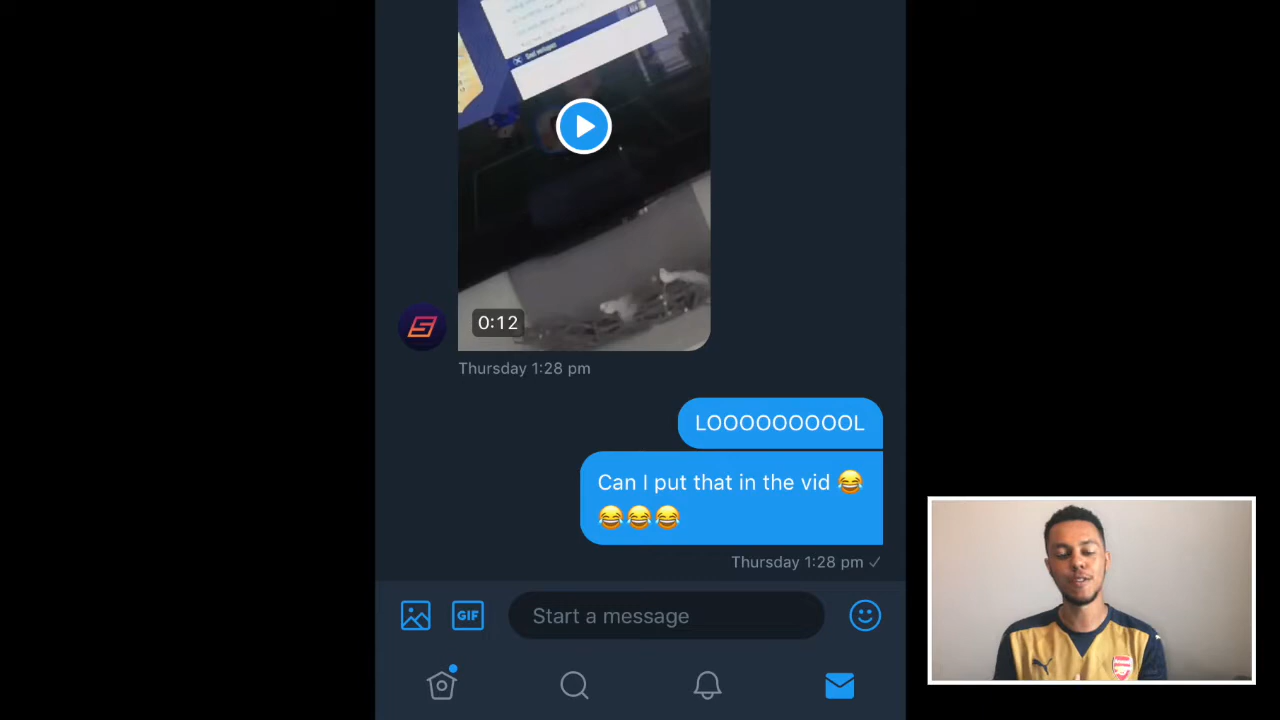 0:12
Thursday 1:28 pm
LOOOOOOOOOL
Can I put that in the vid 😂
😂😂😂
Thursday 1:28 pm ✓
GIF
Start a message